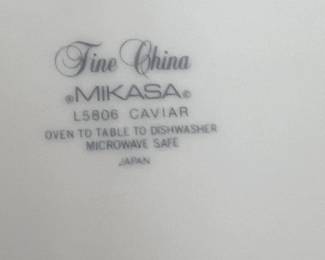 Fine China
®MIKASA©
L5806 CAVIAR
OVEN TO TABLE TO DISHWASHER
MICROWAVE SAFE
JAPAN